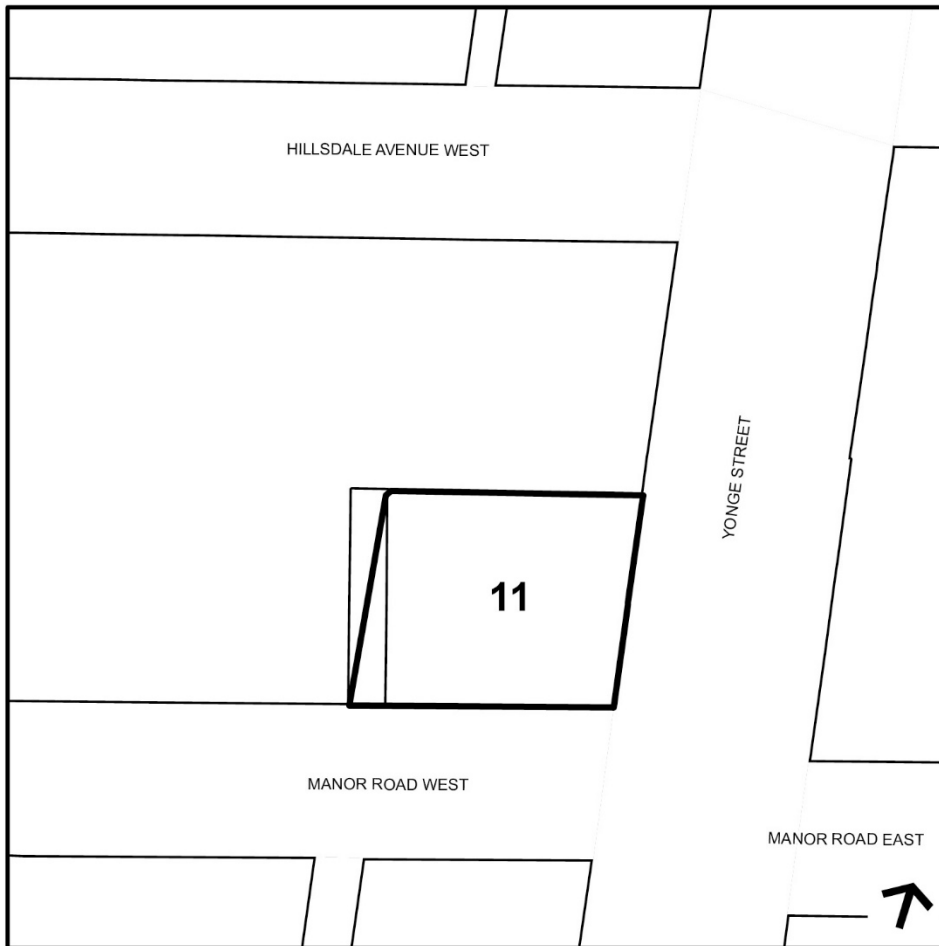 HILLSDALE AVENUE WEST
YONGE STREET
11
MANOR ROAD WEST
MANOR ROAD EAST